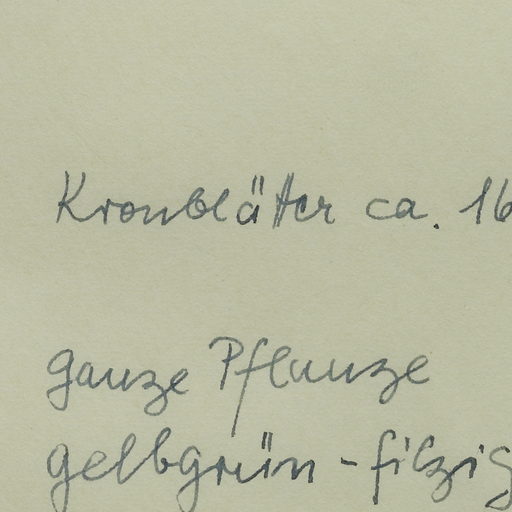 Kronblätter ca. 16
ganze Pflanze
gelbgrün - filzig